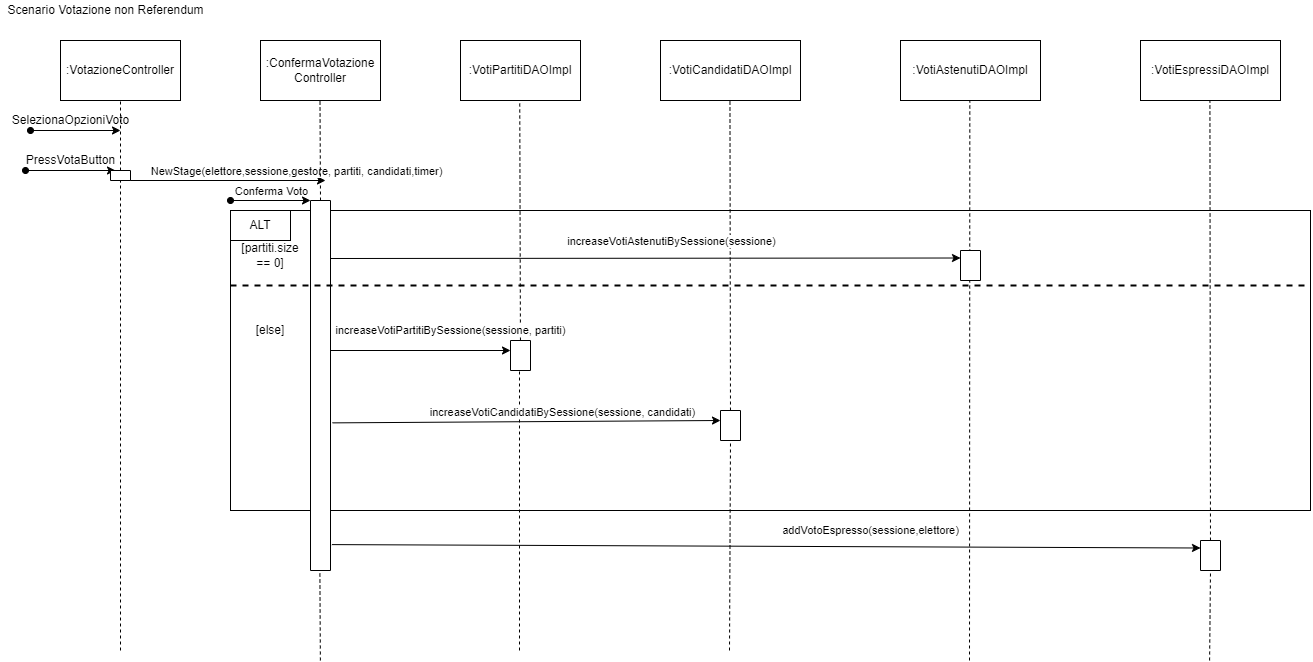 Scenario Votazione non Referendum
:VotazioneController
:ConfermaVotazione
Controller
:VotiPartitiDAOImpl
:VotiCandidatiDAOImpl
:VotiAstenutiDAOImpl
:VotiEspressiDAOImpl
SelezionaOpzioniVoto
PressVotaButton
NewStage(elettore,sessione,gestore, partiti, candidati,timer)
Conferma Voto
ALT
[partiti.size
== 0]
increaseVotiAstenutiBySessione(sessione)
[else]
increaseVotiPartitiBySessione(sessione, partiti)
increaseVotiCandidatiBySessione(sessione, candidati)
addVotoEspresso(sessione,elettore)